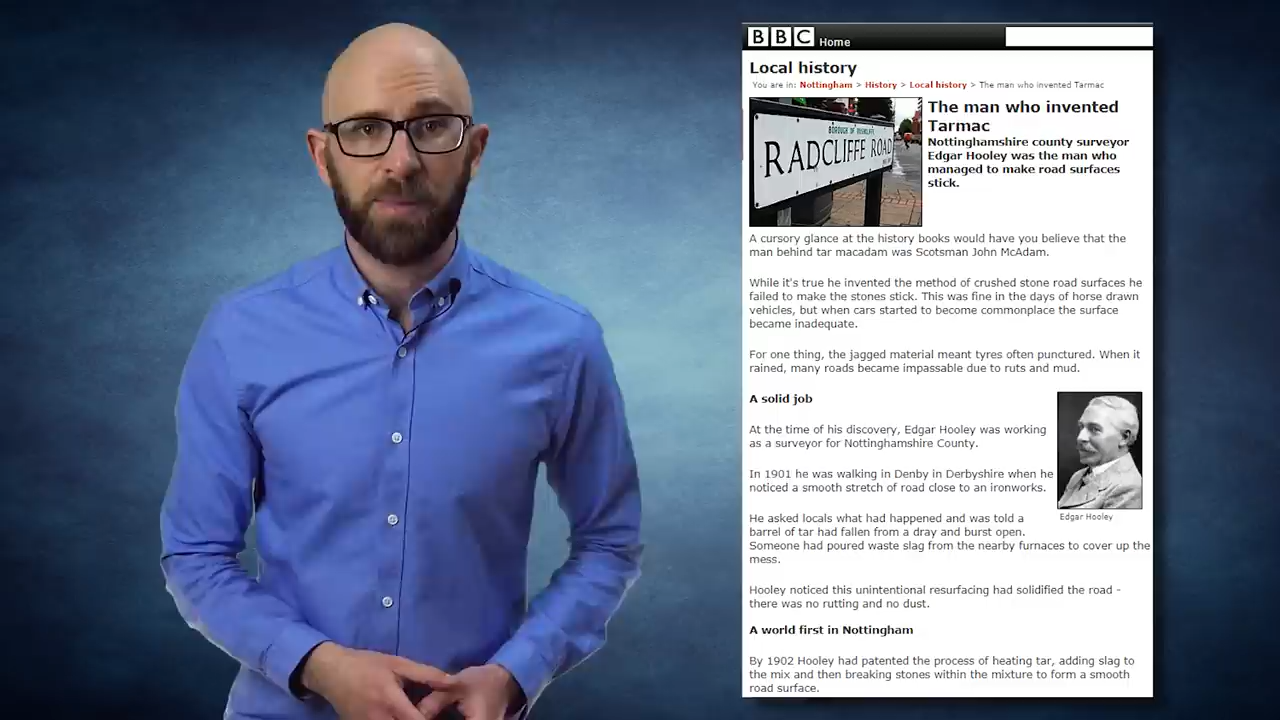 BBC Home
Local history
You are in: Nottingham > History > Local history > The man who invented Tarmac
BOROUGH OF RUSHCLIFFE
RADCLIFFE ROAD
The man who invented
Tarmac
Nottinghamshire county surveyor
Edgar Hooley was the man who
managed to make road surfaces
stick.
A cursory glance at the history books would have you believe that the
man behind tar macadam was Scotsman John McAdam.
While it's true he invented the method of crushed stone road surfaces he
failed to make the stones stick. This was fine in the days of horse drawn
vehicles, but when cars started to become commonplace the surface
became inadequate.
For one thing, the jagged material meant tyres often punctured. When it
rained, many roads became impassable due to ruts and mud.
A solid job
At the time of his discovery, Edgar Hooley was working
as a surveyor for Nottinghamshire County.
In 1901 he was walking in Denby in Derbyshire when he
noticed a smooth stretch of road close to an ironworks.
Edgar Hooley
He asked locals what had happened and was told a
barrel of tar had fallen from a dray and burst open.
Someone had poured waste slag from the nearby furnaces to cover up the
mess.
Hooley noticed this unintentional resurfacing had solidified the road -
there was no rutting and no dust.
A world first in Nottingham
By 1902 Hooley had patented the process of heating tar, adding slag to
the mix and then breaking stones within the mixture to form a smooth
road surface.